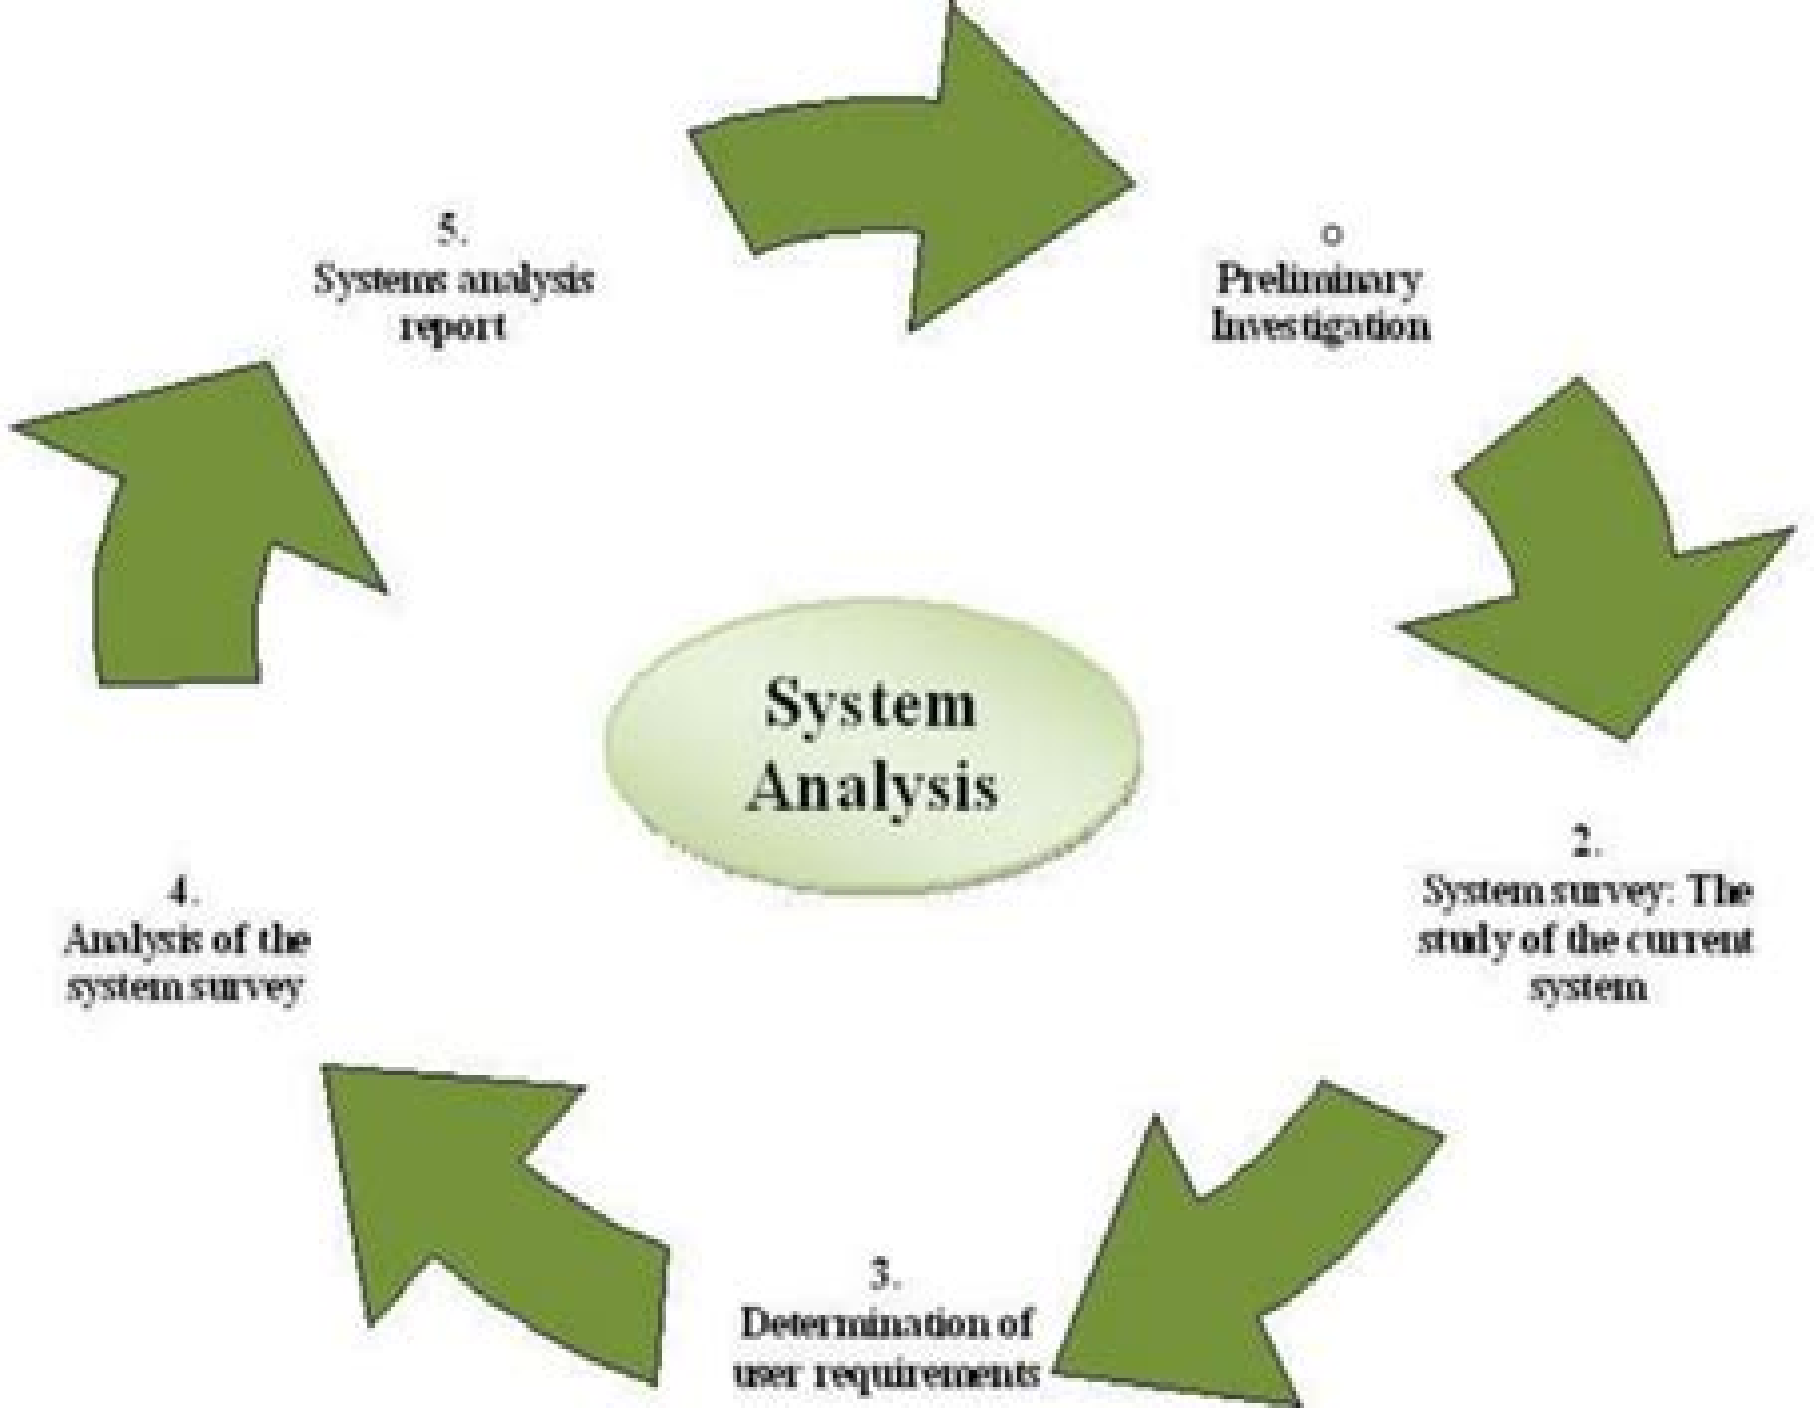 5.
Systems analysis
report
○
Preliminary
Investigation
System
Analysis
2.
System survey: The
study of the current
system
4.
Analysis of the
system survey
3.
Determination of
user requirements